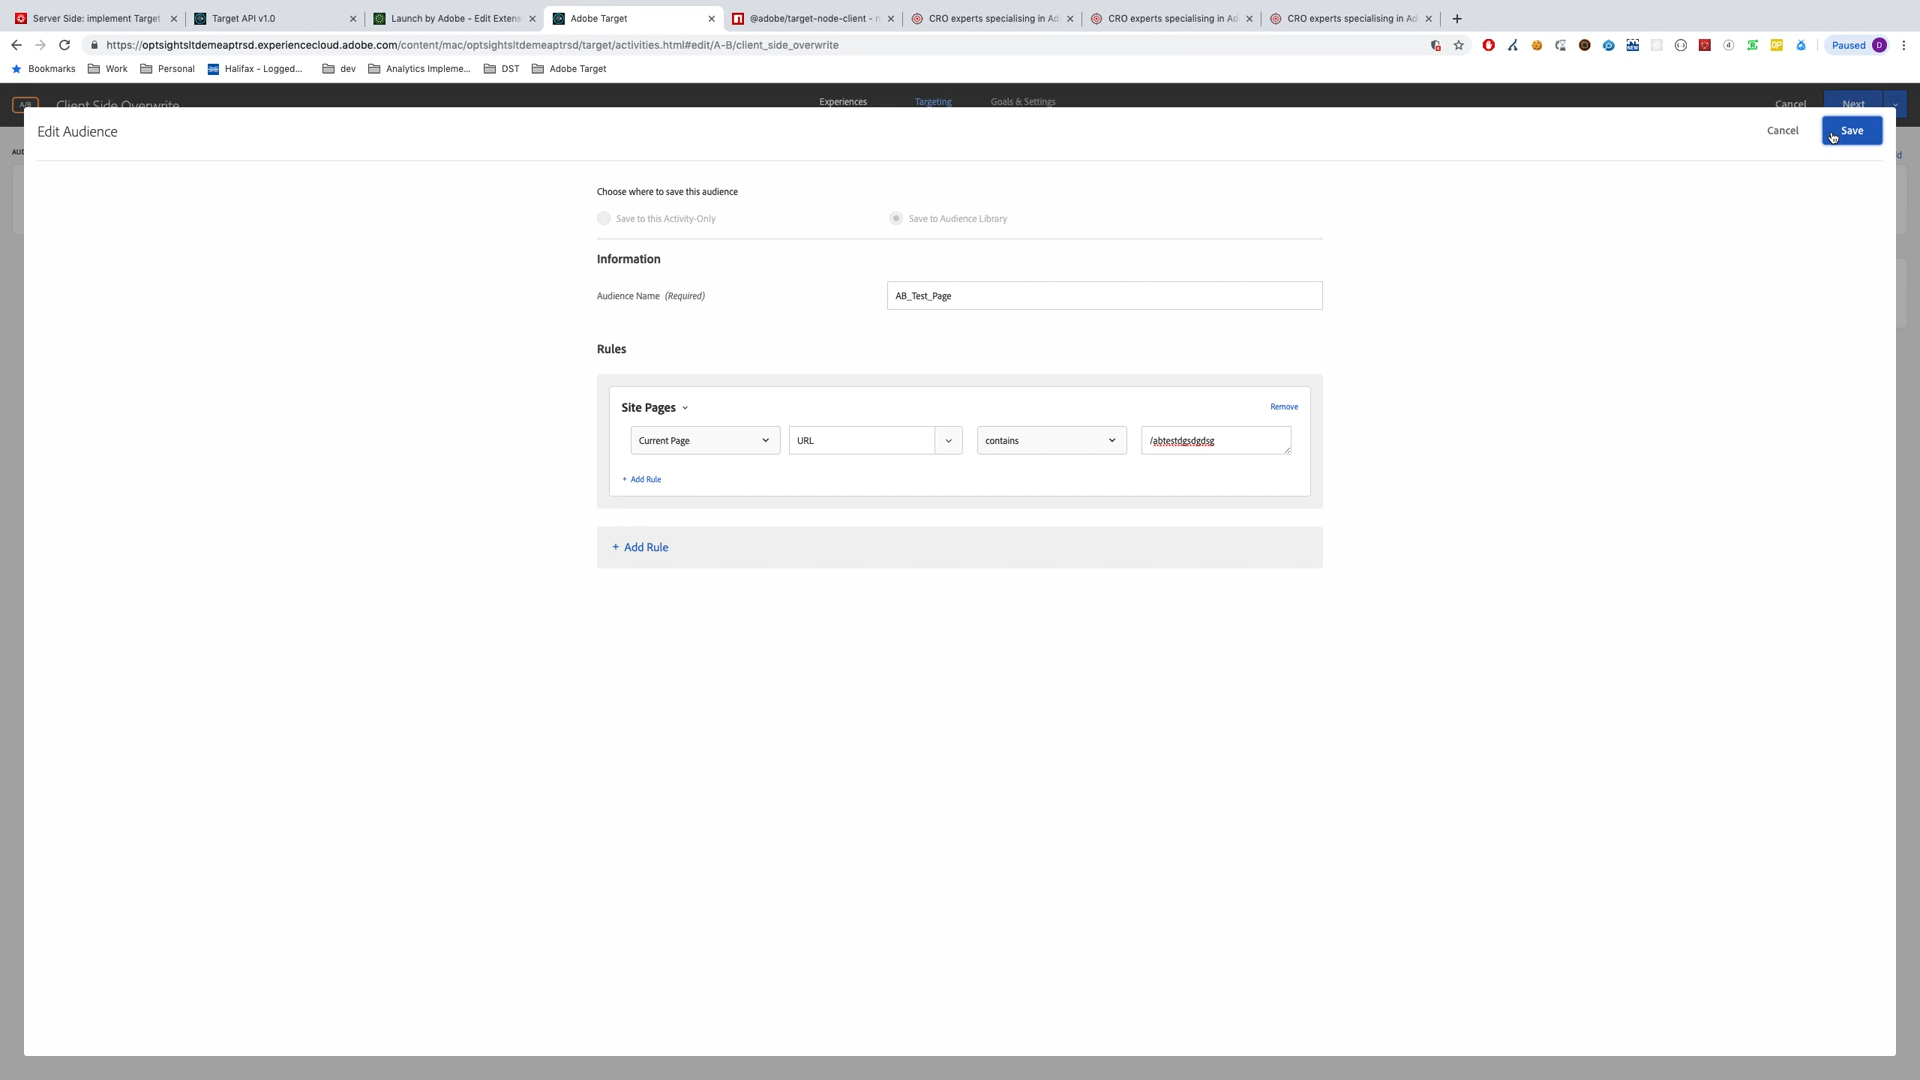 Server Side: implement Target
Target API v1.0
Launch by Adobe - Edit Extens
Adobe Target
@adobe/target-node-client - n
CRO experts specialising in Ad
CRO experts specialising in Ad
CRO experts specialising in Ad
https://optsightsltdemeaptrsd.experiencecloud.adobe.com/content/mac/optsightsltdemeaptrsd/target/activities.html#edit/A-B/client_side_overwrite
Paused D
Bookmarks
Work
Personal
Halifax - Logged...
dev
Analytics Impleme...
DST
Adobe Target
A/B
Client Side Overwrite
Experiences
Targeting
Goals & Settings
Cancel
Next
Edit Audience
Cancel
Save
AUD
Choose where to save this audience
Save to this Activity-Only
Save to Audience Library
Information
Audience Name (Required)
AB_Test_Page
Rules
Site Pages
Remove
Current Page
URL
contains
/abtestdgsdgdsg
+ Add Rule
+ Add Rule